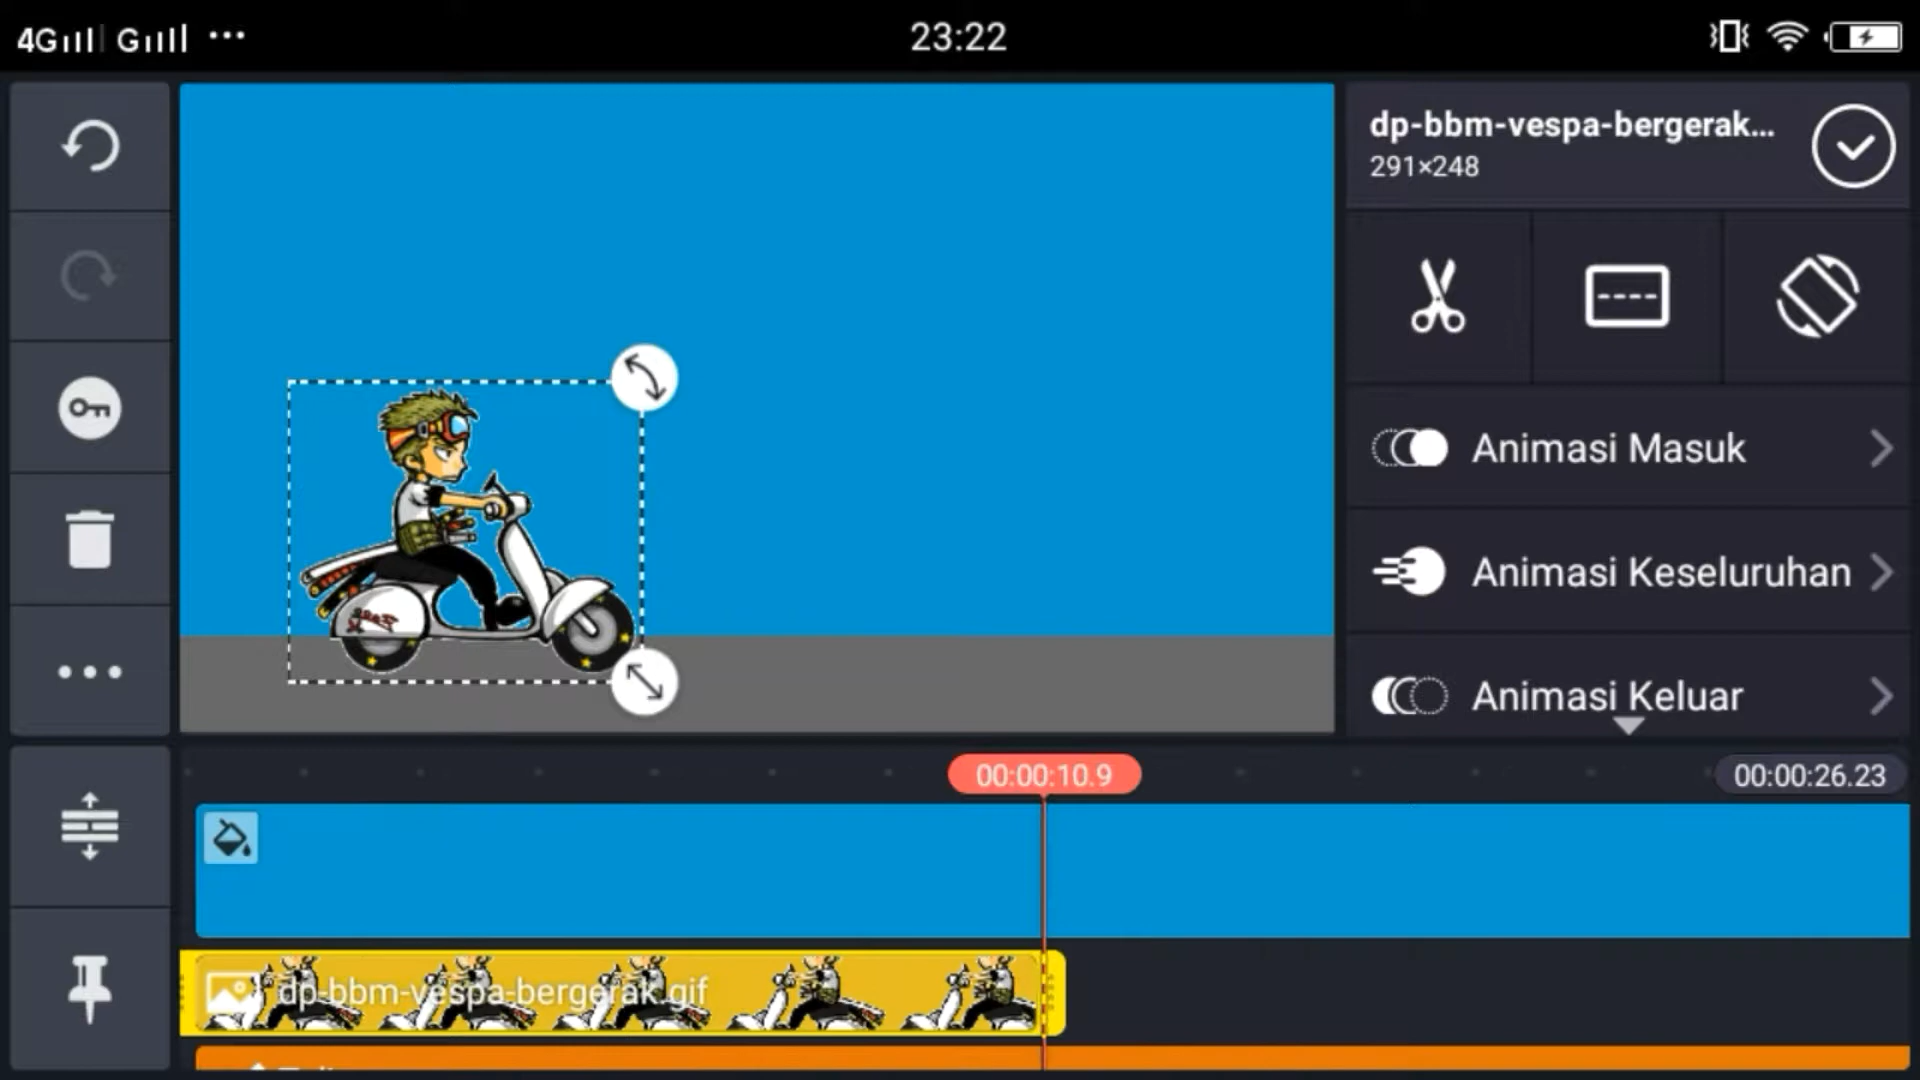 4G G ...
23:22
dp-bbm-vespa-bergerak...
291×248
Animasi Masuk
Animasi Keseluruhan
Animasi Keluar
00:00:10.9
00:00:26.23
dp-bbm-vespa-bergerak.gif